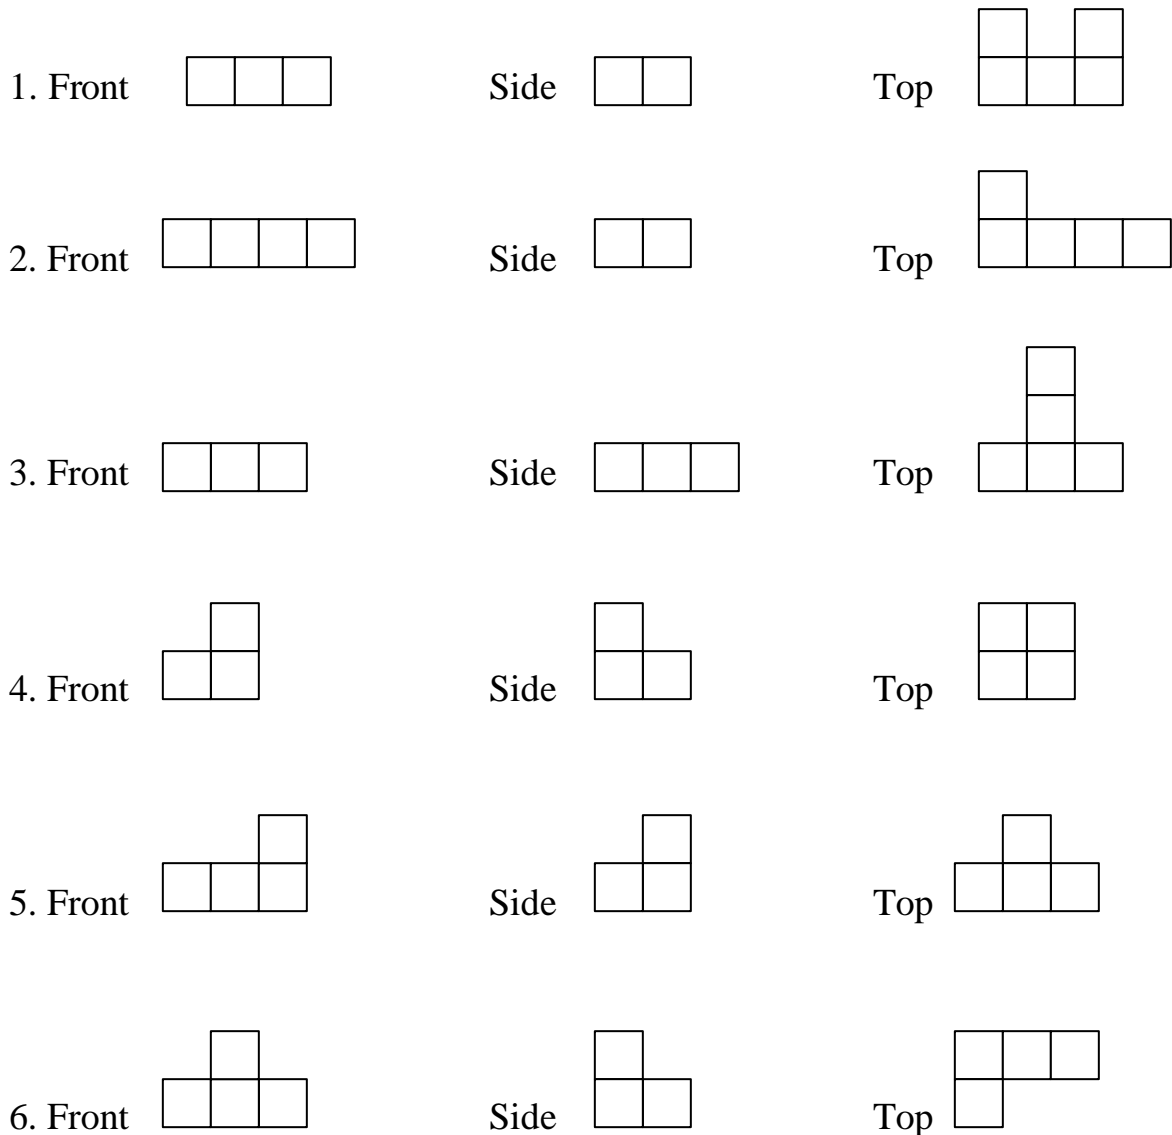 1. Front Side Top
2. Front Side Top
3. Front Side Top
4. Front Side Top
5. Front Side Top
6. Front Side Top